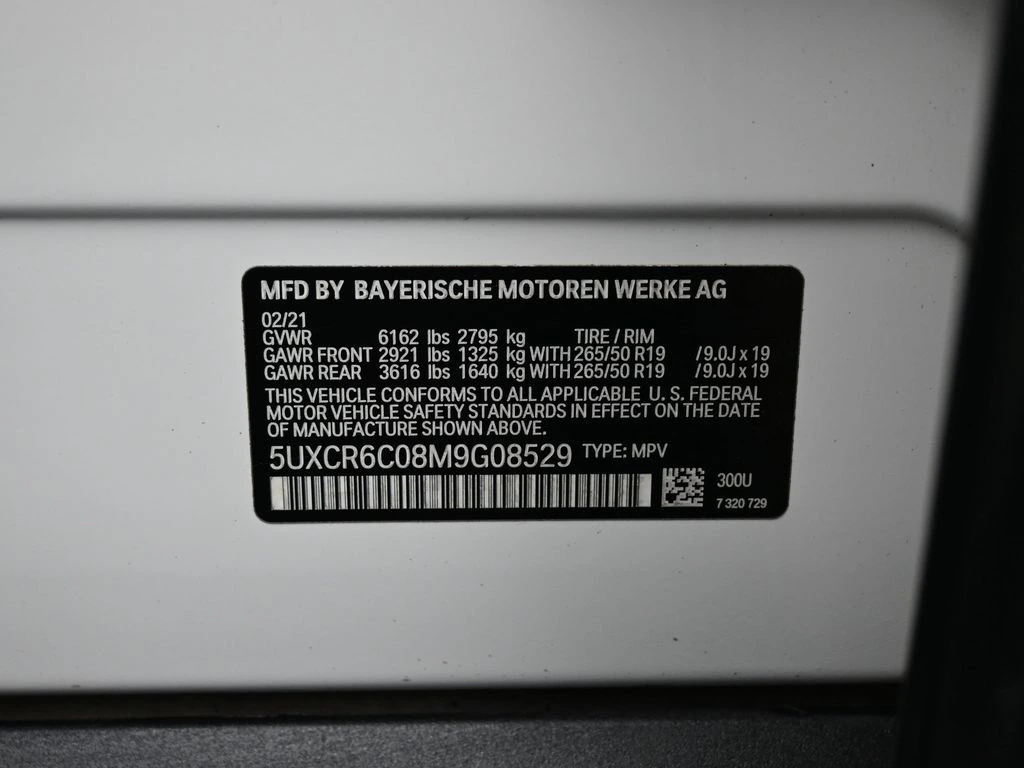 MFD BY BAYERISCHE MOTOREN WERKE AG
02/21
GVWR 6162 lbs 2795 kg TIRE / RIM
GAWR FRONT 2921 lbs 1325 kg WITH 265/50 R19 /9.0J x 19
GAWR REAR 3616 lbs 1640 kg WITH 265/50 R19 /9.0J x 19
THIS VEHICLE CONFORMS TO ALL APPLICABLE U. S. FEDERAL
MOTOR VEHICLE SAFETY STANDARDS IN EFFECT ON THE DATE
OF MANUFACTURE SHOWN ABOVE.
5UXCR6C08M9G08529 TYPE: MPV
300U
7 320 729